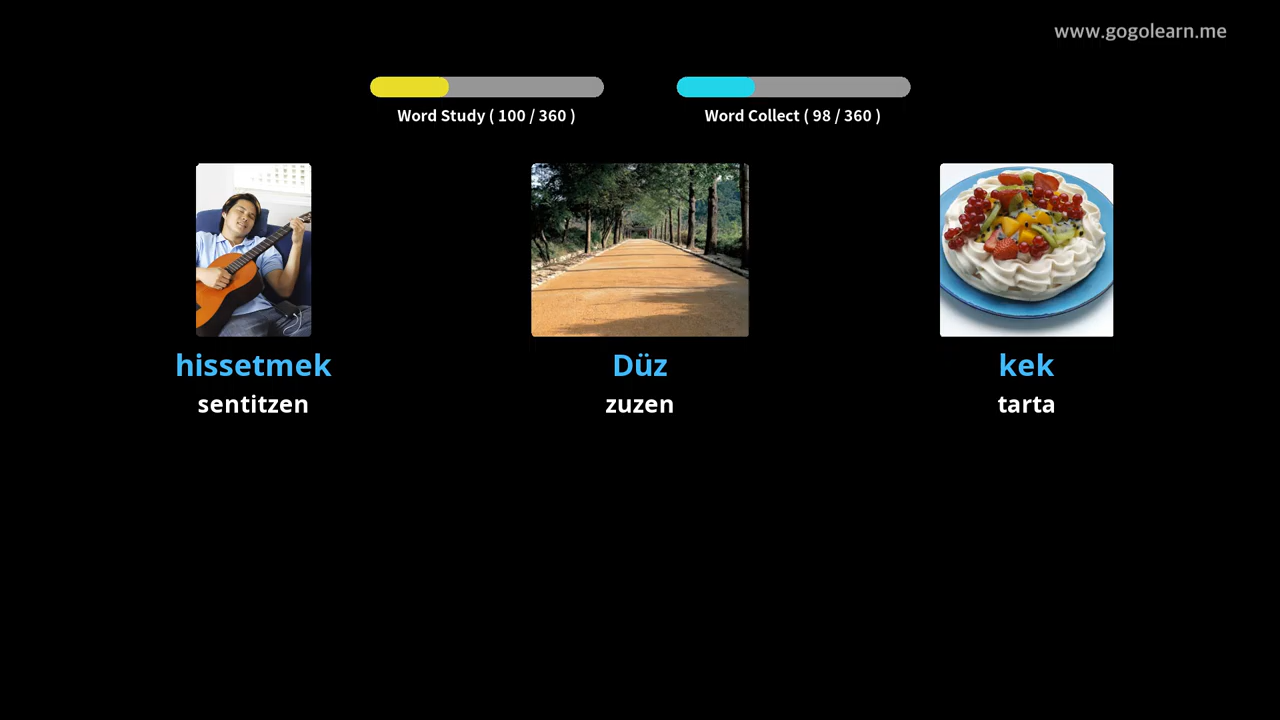 www.gogolearn.me
Word Study ( 100 / 360 )
Word Collect ( 98 / 360 )
hissetmek
sentitzen
Düz
zuzen
kek
tarta